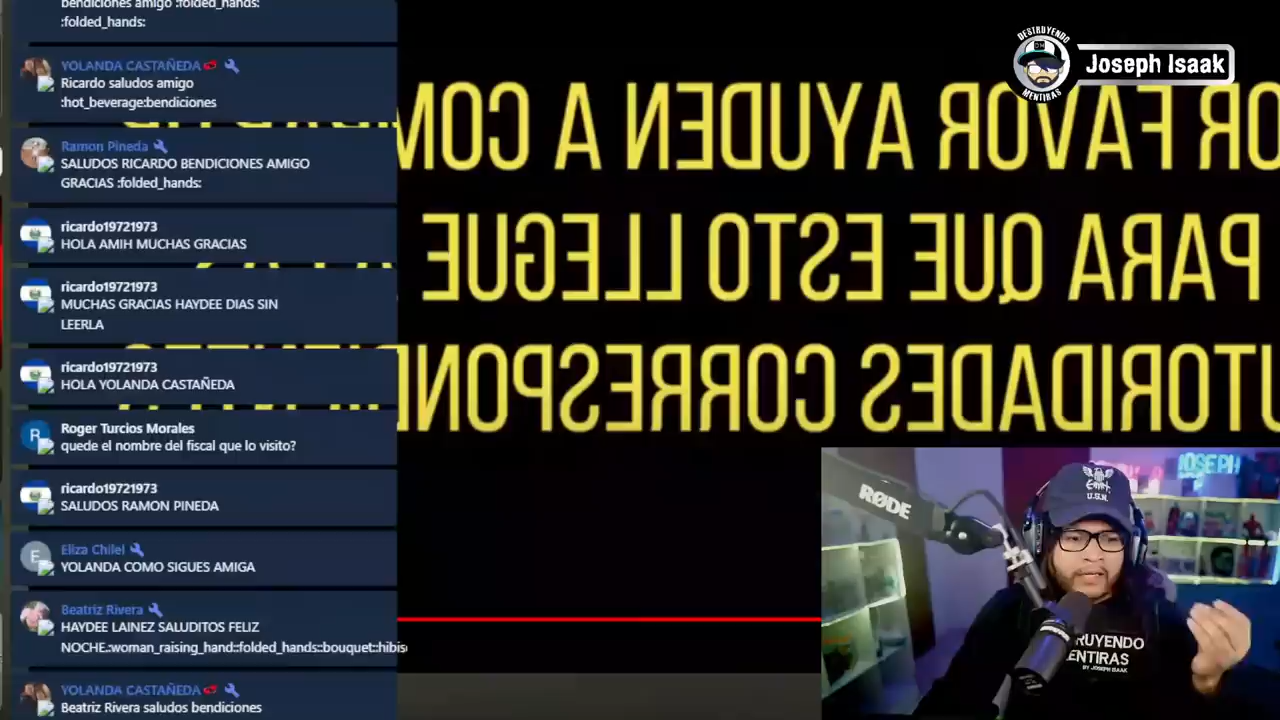 bendiciones amigo :folded_hands:
:folded_hands:
YOLANDA CASTAÑEDA
Ricardo saludos amigo
:hot_beverage:bendiciones
Ramon Pineda
SALUDOS RICARDO BENDICIONES AMIGO
GRACIAS :folded_hands:
ricardo19721973
HOLA AMIH MUCHAS GRACIAS
ricardo19721973
MUCHAS GRACIAS HAYDEE DIAS SIN
LEERLA
ricardo19721973
HOLA YOLANDA CASTAÑEDA
R
Roger Turcios Morales
quede el nombre del fiscal que lo visito?
ricardo19721973
SALUDOS RAMON PINEDA
E
Eliza Chilel
YOLANDA COMO SIGUES AMIGA
Beatriz Rivera
HAYDEE LAINEZ SALUDITOS FELIZ
NOCHE.:woman_raising_hand::folded_hands::bouquet::hibis
YOLANDA CASTAÑEDA
Beatriz Rivera saludos bendiciones
OR FAVOR AYUDEN A COM
PARA QUE ESTO LLEGUE
UTORIDADES CORRESPOND
DESTRUYENDO
DM
MENTIRAS
Joseph Isaak
RØDE
JOSEPH
U.S.N.
RUYENDO
ENTIRAS
BY JOSEPH ISAAK